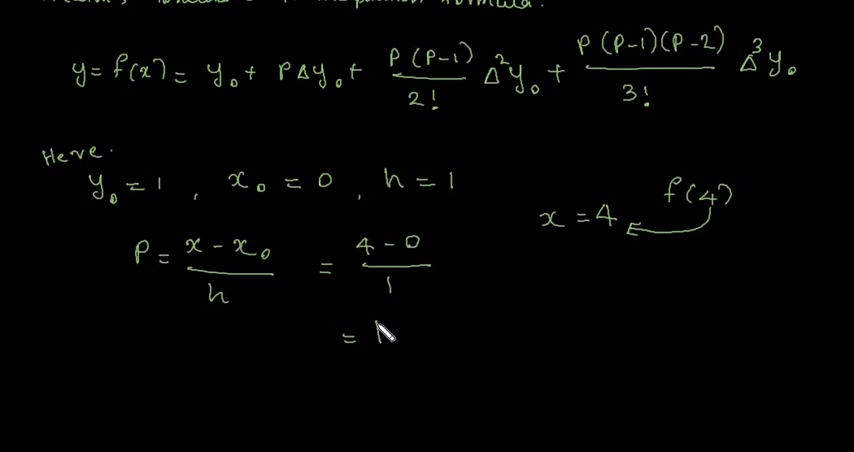 formula.
y = f(x) = y₀ + PΔy₀ + P(P-1)/2! Δ²y₀ + P(P-1)(P-2)/3! Δ³y₀
Here.
y₀ = 1 , x₀ = 0 , h = 1
f(4)
x = 4
P = x - x₀/h = 4 - 0/1
=